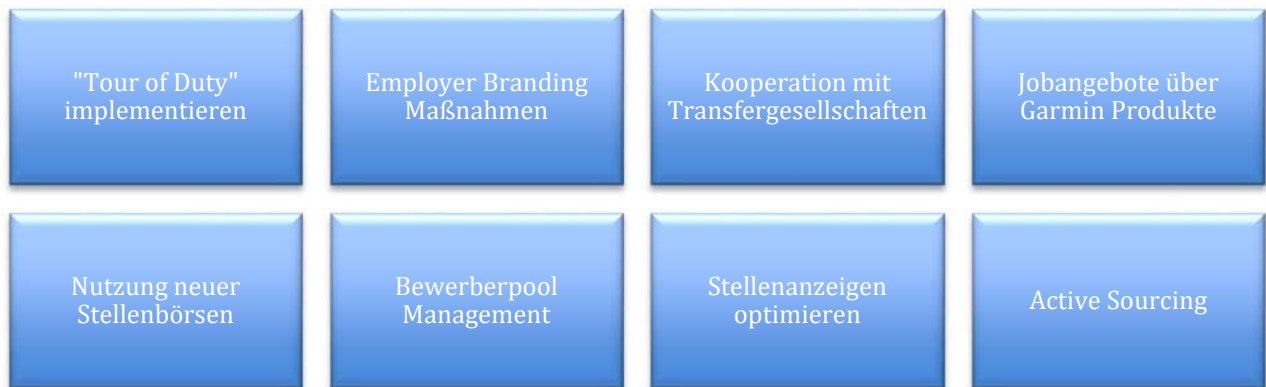 "Tour of Duty"
implementieren
Employer Branding
Maßnahmen
Kooperation mit
Transfergesellschaften
Jobangebote über
Garmin Produkte
Nutzung neuer
Stellenbörsen
Bewerberpool
Management
Stellenanzeigen
optimieren
Active Sourcing